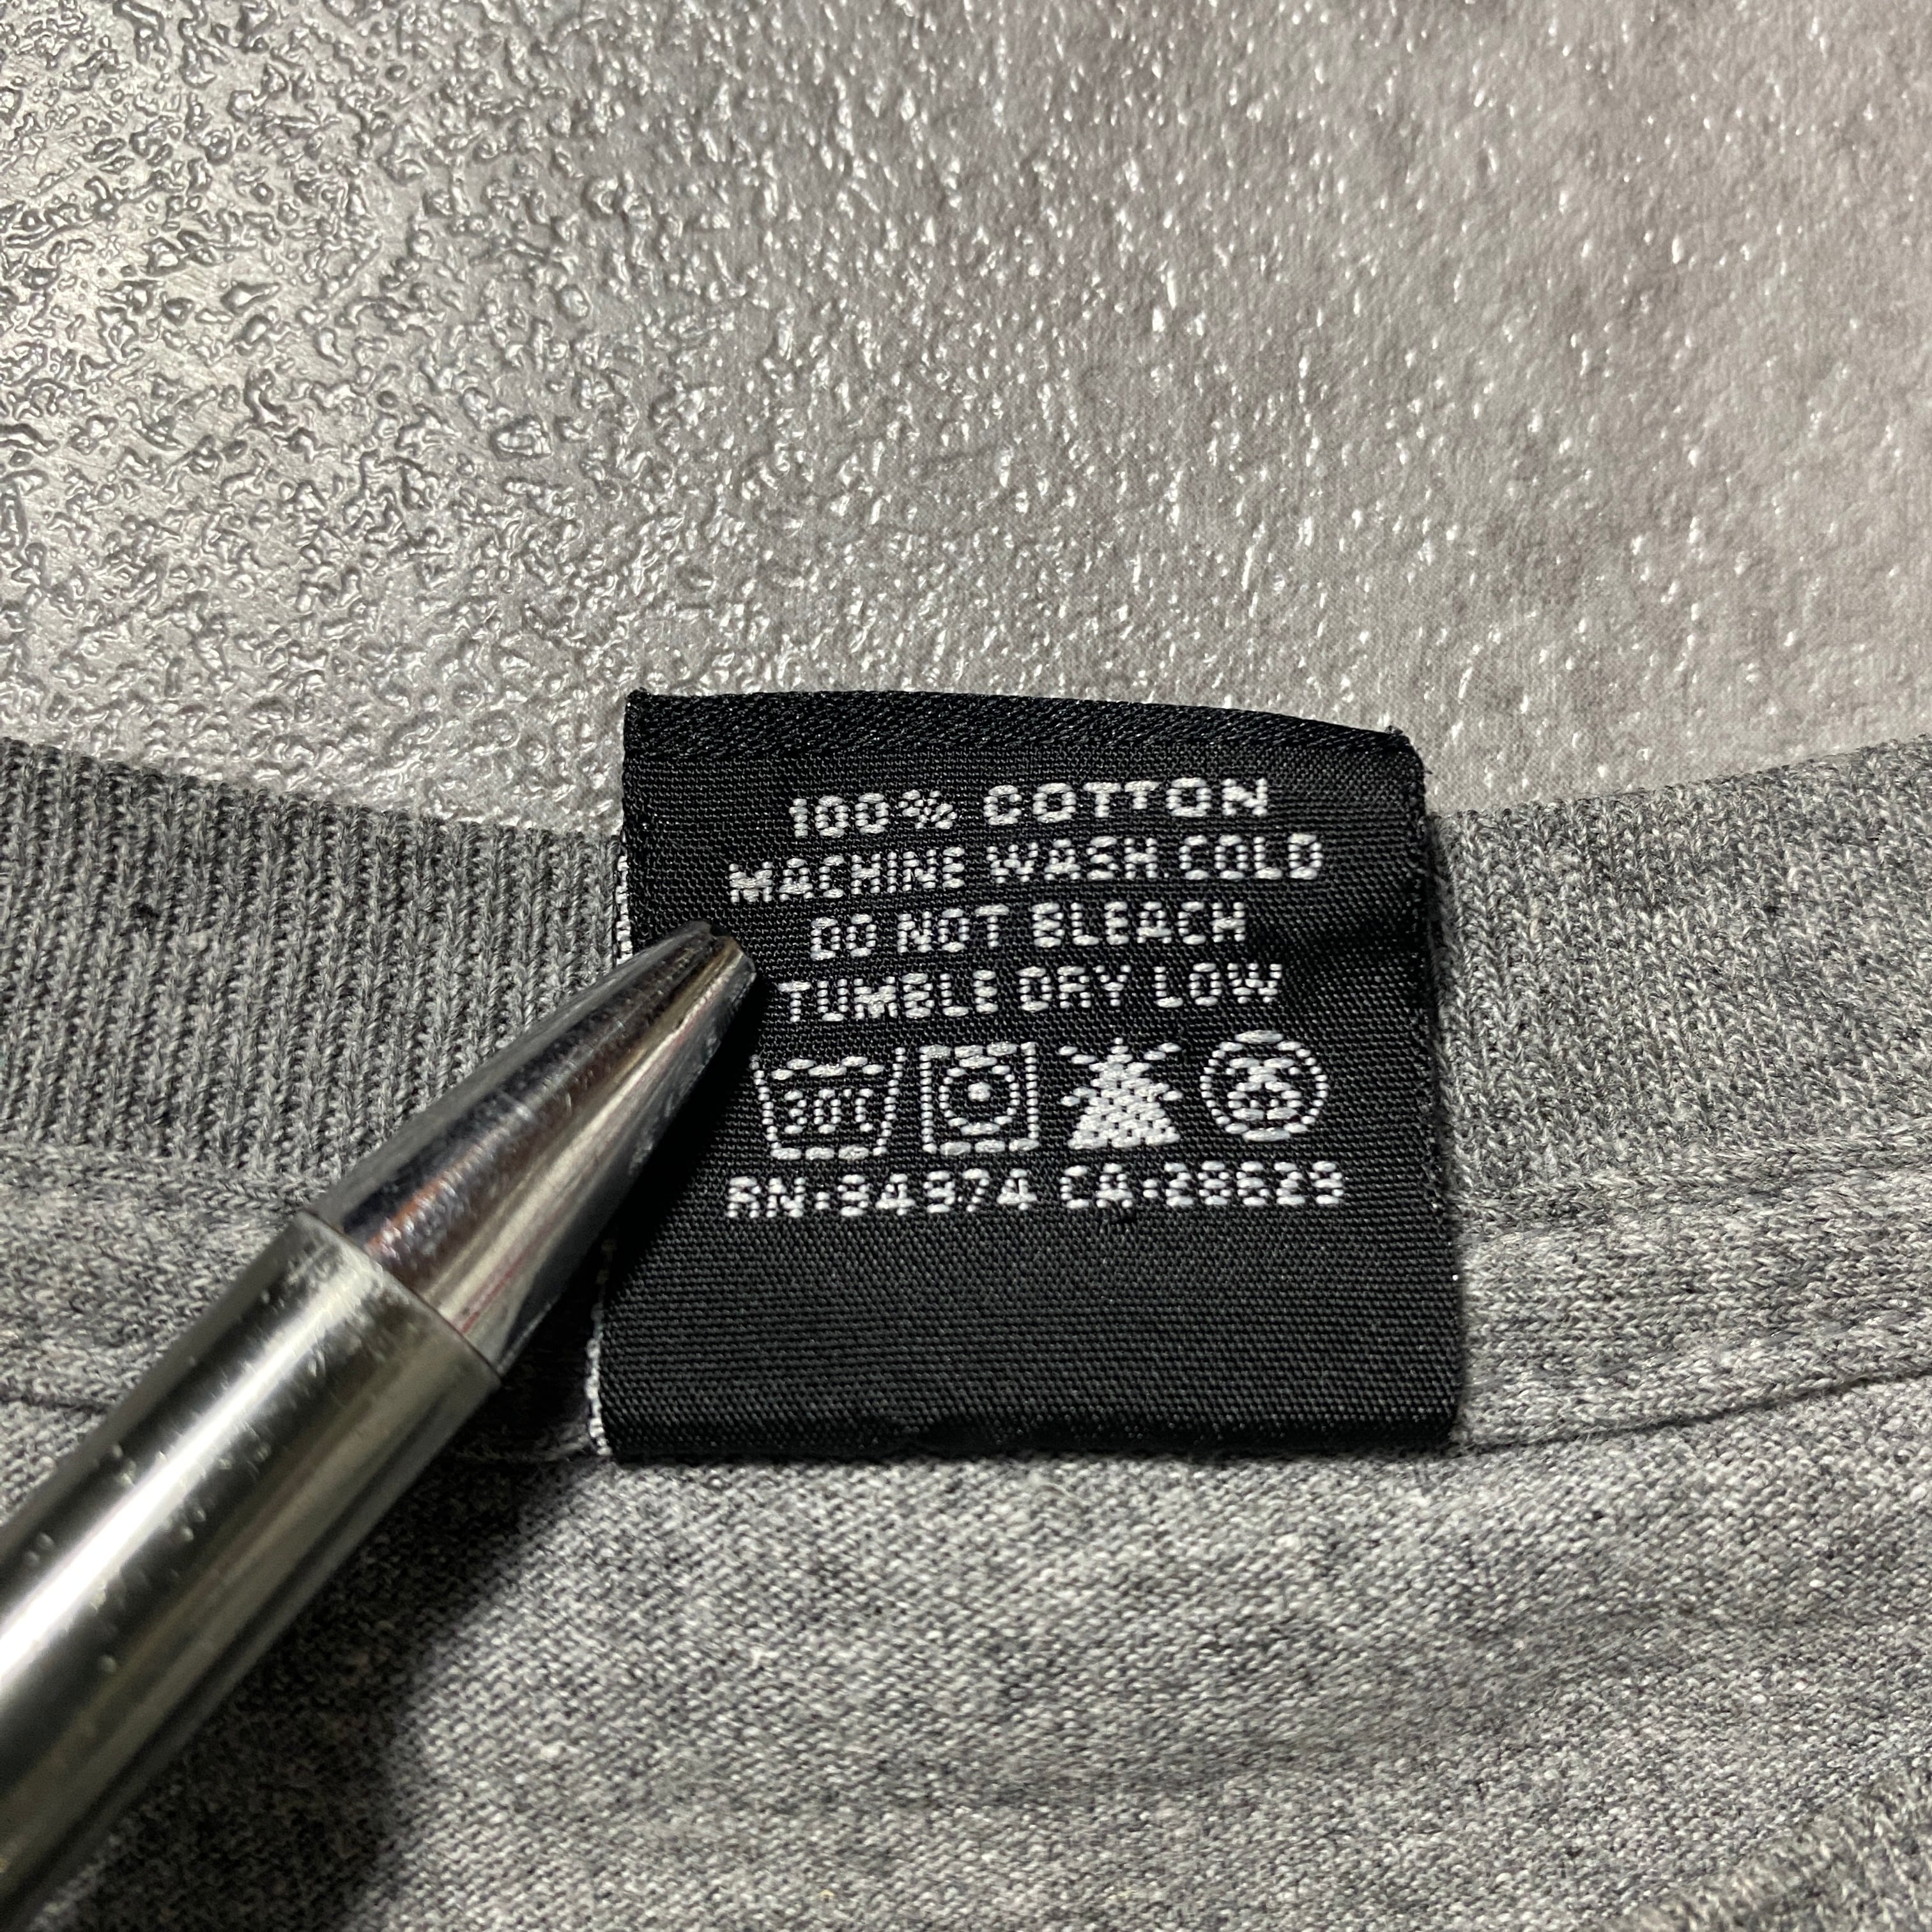 100% COTTON
MACHINE WASH COLD
DO NOT BLEACH
TUMBLE DRY LOW
30°C
RN·94974 CA·28629